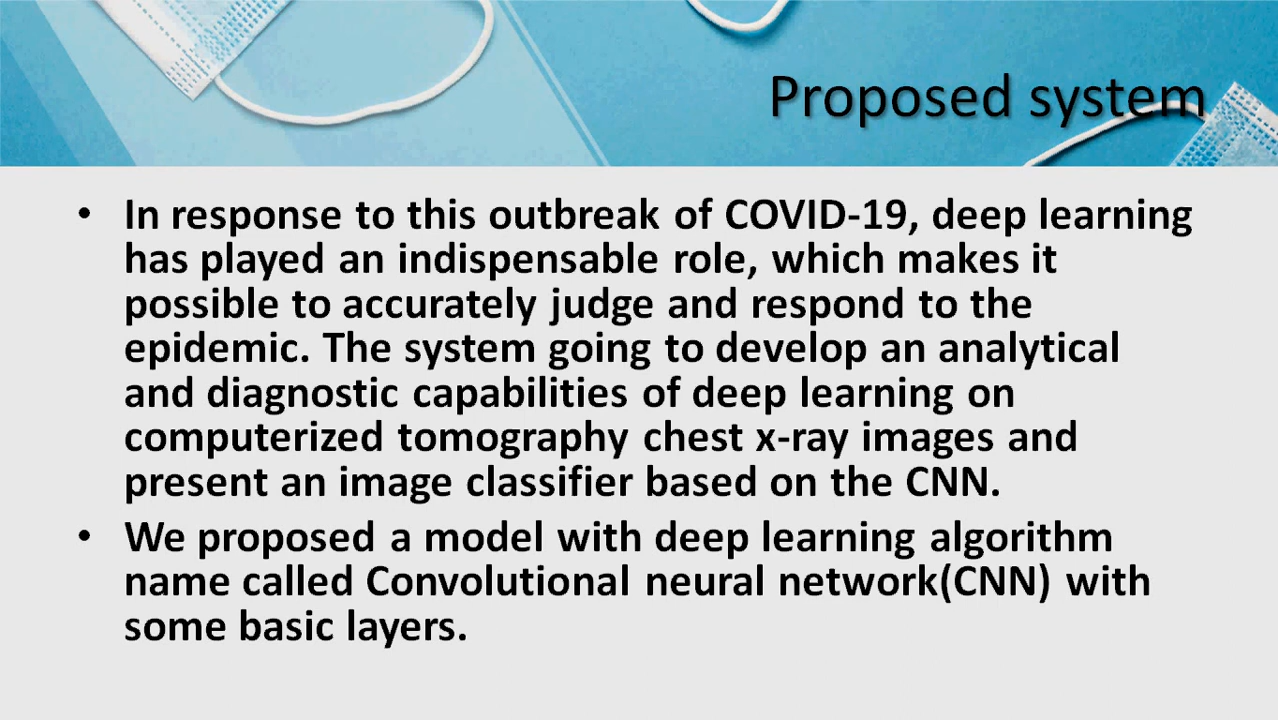 Proposed system
• In response to this outbreak of COVID-19, deep learning
has played an indispensable role, which makes it
possible to accurately judge and respond to the
epidemic. The system going to develop an analytical
and diagnostic capabilities of deep learning on
computerized tomography chest x-ray images and
present an image classifier based on the CNN.
• We proposed a model with deep learning algorithm
name called Convolutional neural network(CNN) with
some basic layers.